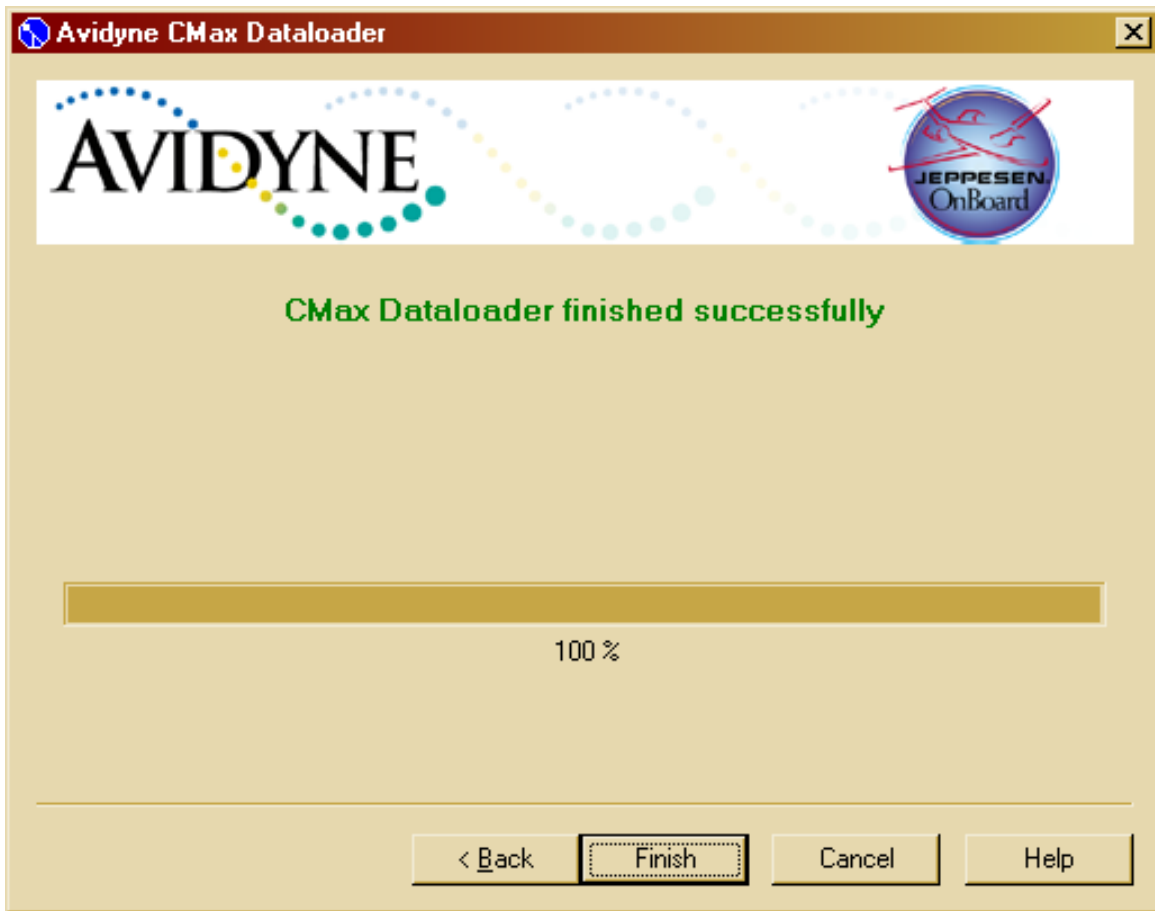 Avidyne CMax Dataloader
AVIDYNE
JEPPESEN.
OnBoard
CMax Dataloader finished successfully
100 %
< Back
Finish
Cancel
Help